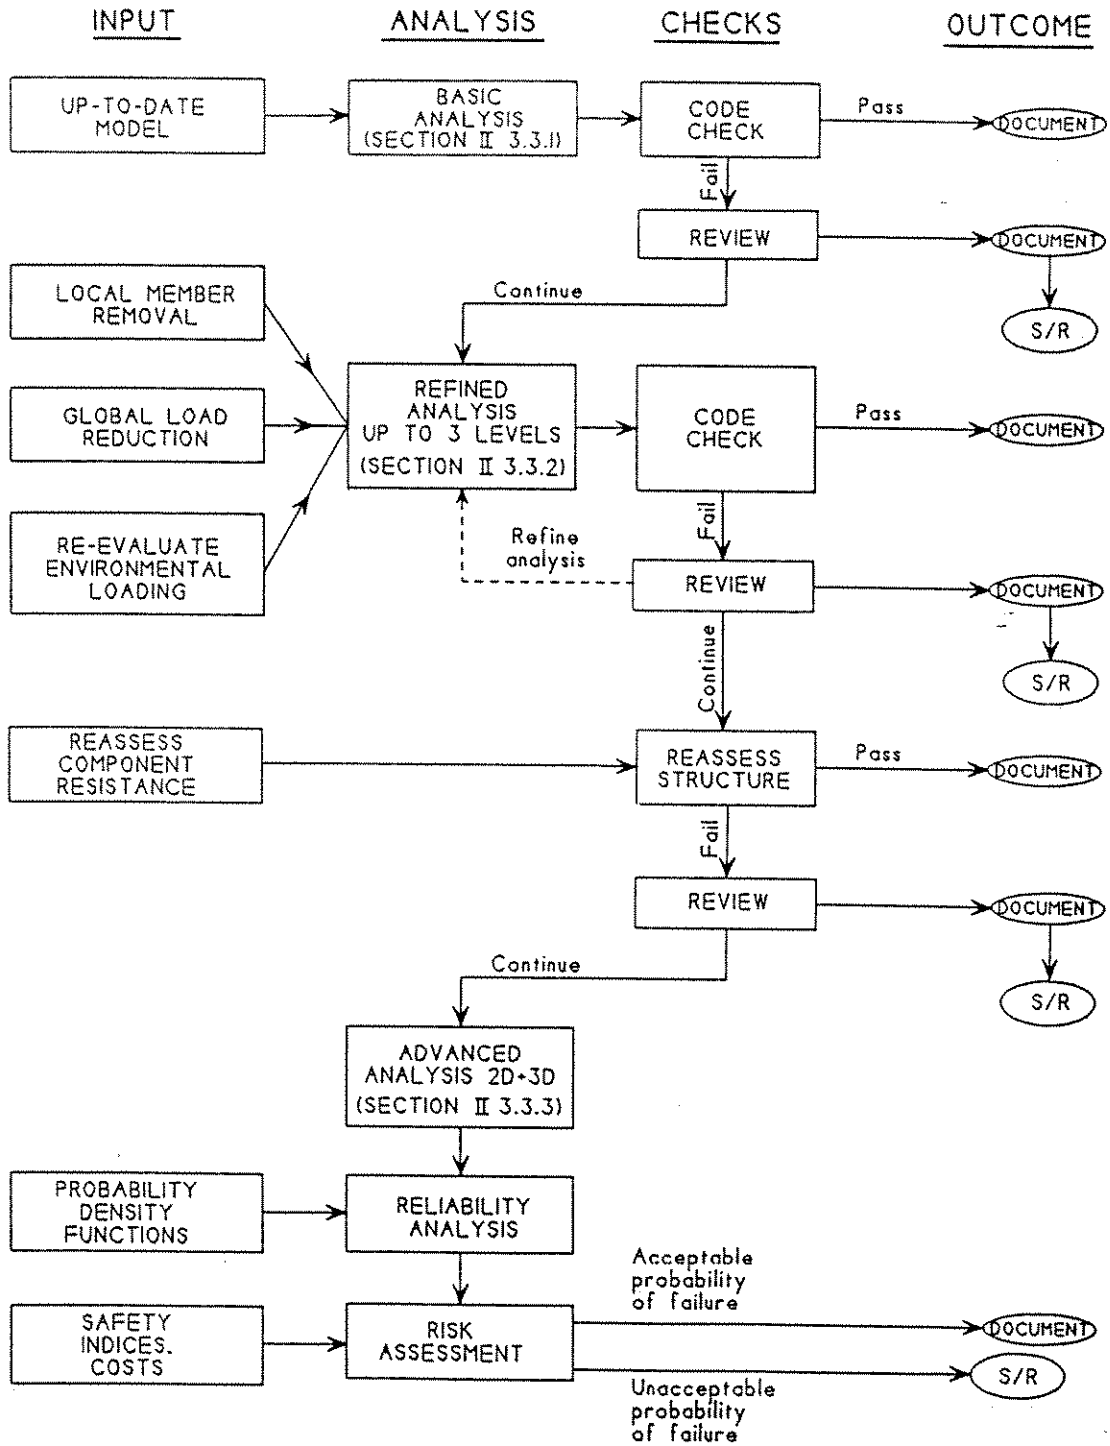 INPUT
ANALYSIS
CHECKS
OUTCOME
UP-TO-DATE
MODEL
BASIC
ANALYSIS
(SECTION II 3.3.1)
CODE
CHECK
Pass
DOCUMENT
Fail
REVIEW
DOCUMENT
S/R
Continue
LOCAL MEMBER
REMOVAL
GLOBAL LOAD
REDUCTION
RE-EVALUATE
ENVIRONMENTAL
LOADING
REFINED
ANALYSIS
UP TO 3 LEVELS
(SECTION II 3.3.2)
CODE
CHECK
Pass
DOCUMENT
Fail
Refine
analysis
REVIEW
DOCUMENT
S/R
Continue
REASSESS
COMPONENT
RESISTANCE
REASSESS
STRUCTURE
Pass
DOCUMENT
Fail
REVIEW
DOCUMENT
S/R
Continue
ADVANCED
ANALYSIS 2D+3D
(SECTION II 3.3.3)
PROBABILITY
DENSITY
FUNCTIONS
RELIABILITY
ANALYSIS
SAFETY
INDICES.
COSTS
RISK
ASSESSMENT
Acceptable
probability
of failure
DOCUMENT
S/R
Unacceptable
probability
of failure